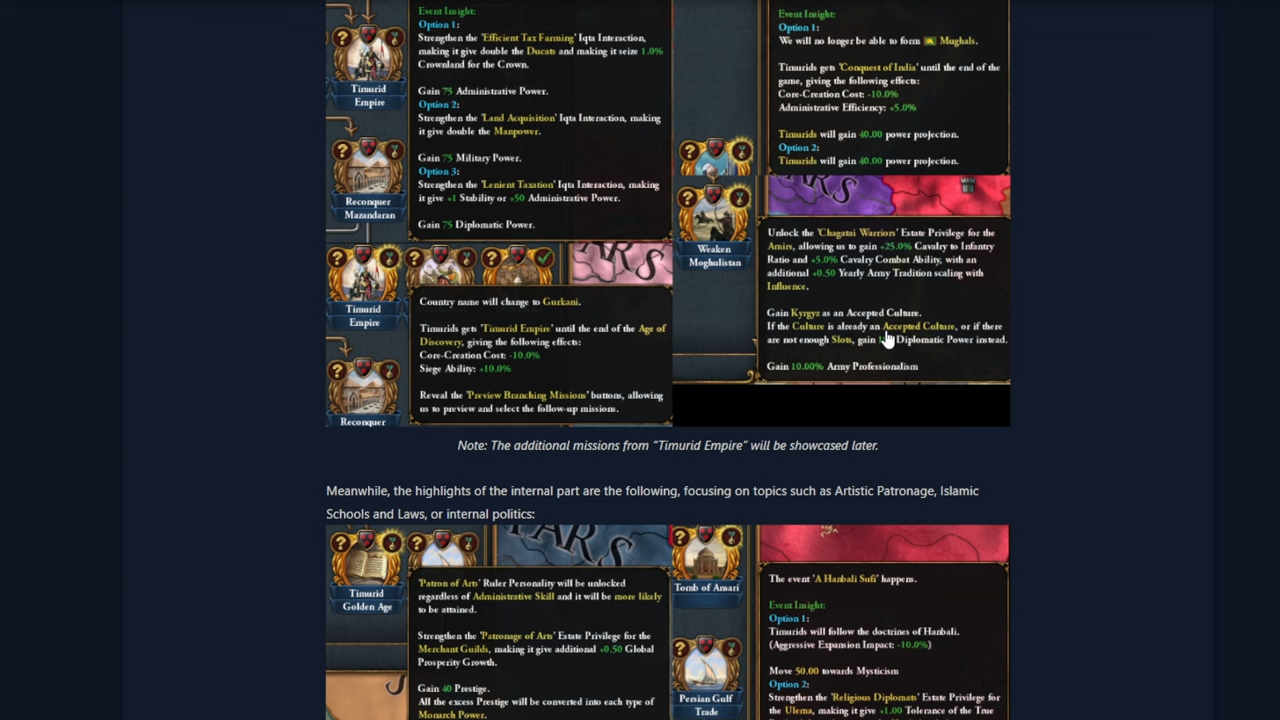 Event Insight:
Option 1:
Strengthen the 'Efficient Tax Farming' Iqta Interaction,
making it give double the Ducats and making it seize 1.0%
Crownland for the Crown.
Gain 75 Administrative Power.
Option 2:
Strengthen the 'Land Acquisition' Iqta Interaction, making
it give double the Manpower.
Gain 75 Military Power.
Option 3:
Strengthen the 'Lenient Taxation' Iqta Interaction, making
it give +1 Stability or +50 Administrative Power.
Gain 75 Diplomatic Power.
Timurid
Empire
Reconquer
Mazandaran
Event Insight:
Option 1:
We will no longer be able to form Mughals.
Timurids gets 'Conquest of India' until the end of the
game, giving the following effects:
Core-Creation Cost: -10.0%
Administrative Efficiency: +5.0%
Timurids will gain 40.00 power projection.
Option 2:
Timurids will gain 40.00 power projection.
ARS
Timurid
Empire
Reconquer
Country name will change to Gurkani.
Timurids gets 'Timurid Empire' until the end of the Age of
Discovery, giving the following effects:
Core-Creation Cost: -10.0%
Siege Ability: +10.0%
Reveal the 'Preview Branching Missions' buttons, allowing
us to preview and select the follow-up missions.
ARS
Weaken
Moghulistan
Unlock the 'Chagatai Warriors' Estate Privilege for the
Amirs, allowing us to gain +25.0% Cavalry to Infantry
Ratio and +5.0% Cavalry Combat Ability, with an
additional +0.50 Yearly Army Tradition scaling with
Influence.
Gain Kyrgyz as an Accepted Culture.
If the Culture is already an Accepted Culture, or if there
are not enough Slots, gain Diplomatic Power instead.
Gain 10.00% Army Professionalism
Note: The additional missions from "Timurid Empire" will be showcased later.
Meanwhile, the highlights of the internal part are the following, focusing on topics such as Artistic Patronage, Islamic
Schools and Laws, or internal politics:
ARS
Timurid
Golden Age
'Patron of Arts' Ruler Personality will be unlocked
regardless of Administrative Skill and it will be more likely
to be attained.
Strengthen the 'Patronage of Arts' Estate Privilege for the
Merchant Guilds, making it give additional +0.50 Global
Prosperity Growth.
Gain 40 Prestige.
All the excess Prestige will be converted into each type of
Monarch Power.
Tomb of Ansari
Persian Gulf
Trade
The event 'A Hanbali Sufi' happens.
Event Insight:
Option 1:
Timurids will follow the doctrines of Hanbali.
(Aggressive Expansion Impact: -10.0%)
Move 50.00 towards Mysticism
Option 2:
Strengthen the 'Religious Diplomats' Estate Privilege for
the Ulema, making it give +1.00 Tolerance of the True